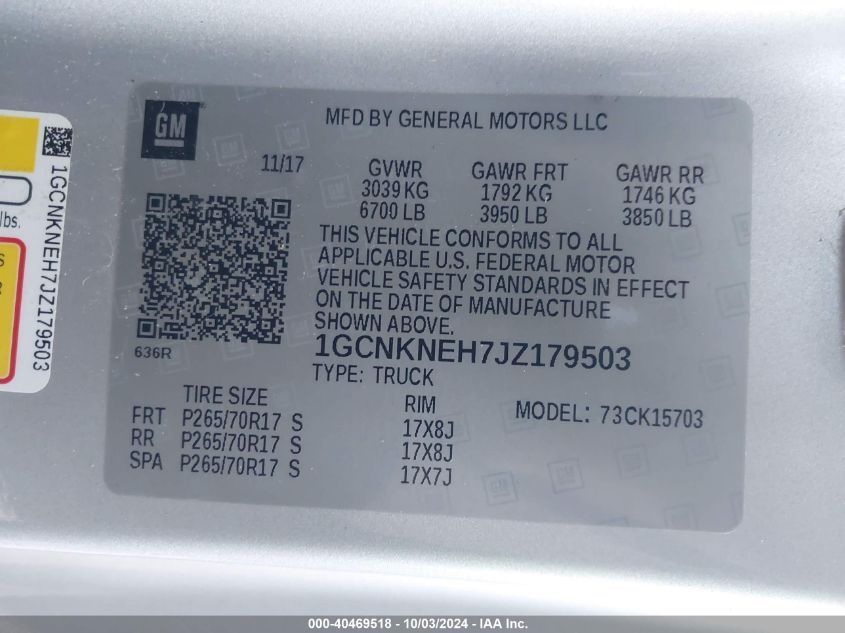 GM
MFD BY GENERAL MOTORS LLC
11/17
GVWR
3039 KG
6700 LB
GAWR FRT
1792 KG
3950 LB
GAWR RR
1746 KG
3850 LB
THIS VEHICLE CONFORMS TO ALL
APPLICABLE U.S. FEDERAL MOTOR
VEHICLE SAFETY STANDARDS IN EFFECT
ON THE DATE OF MANUFACTURE
SHOWN ABOVE.
636R
1GCNKNEH7JZ179503
TYPE: TRUCK
TIRE SIZE
RIM
MODEL: 73CK15703
FRT P265/70R17 S 17X8J
RR P265/70R17 S 17X8J
SPA P265/70R17 S 17X7J
1GCNKNEH7JZ179503
lbs.
000-40469518 - 10/03/2024 - IAA Inc.